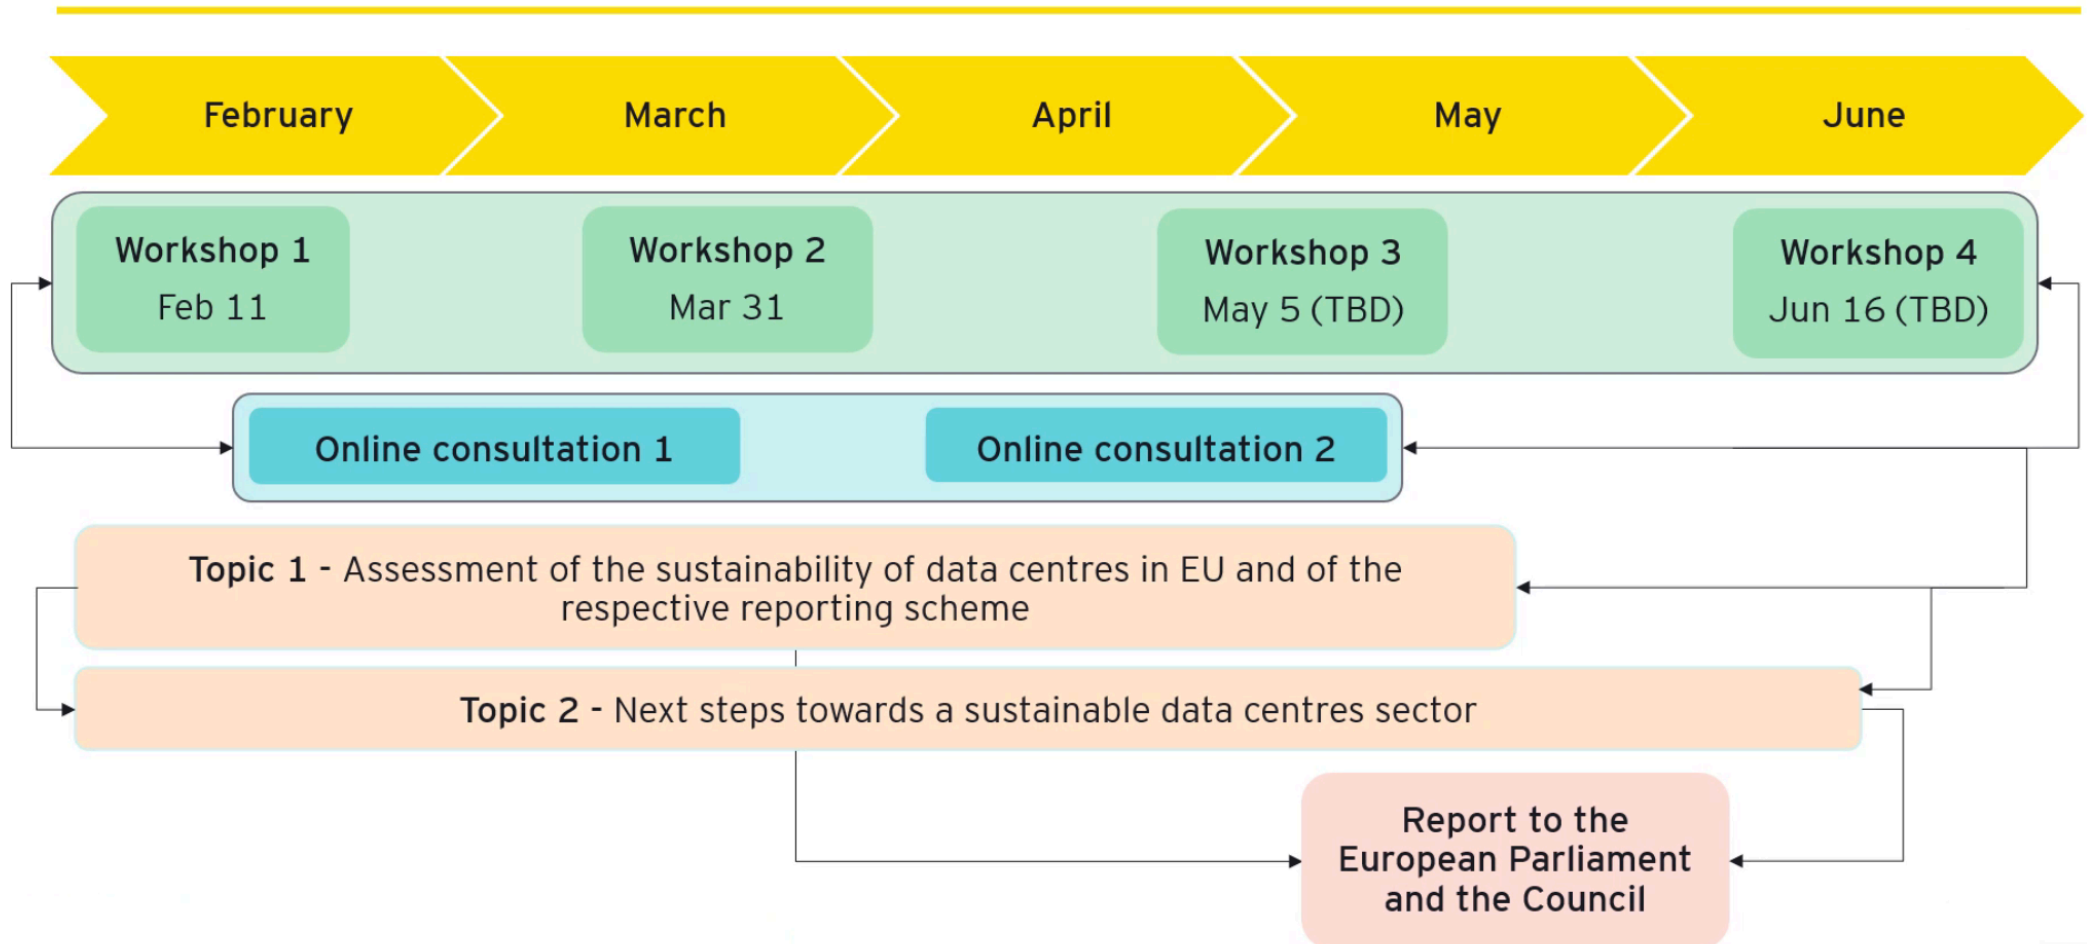 February
March
April
May
June
Workshop 1
Feb 11
Workshop 2
Mar 31
Workshop 3
May 5 (TBD)
Workshop 4
Jun 16 (TBD)
Online consultation 1
Online consultation 2
Topic 1 - Assessment of the sustainability of data centres in EU and of the
respective reporting scheme
Topic 2 - Next steps towards a sustainable data centres sector
Report to the
European Parliament
and the Council